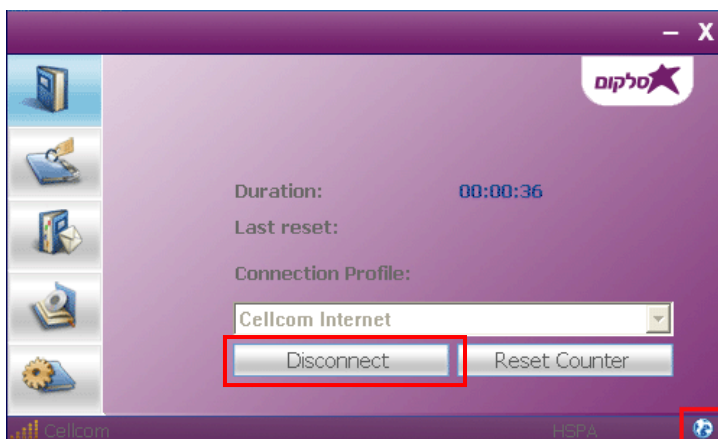 – X
סלקום
Duration: 00:00:36
Last reset:
Connection Profile:
Cellcom Internet
Disconnect Reset Counter
Cellcom HSPA